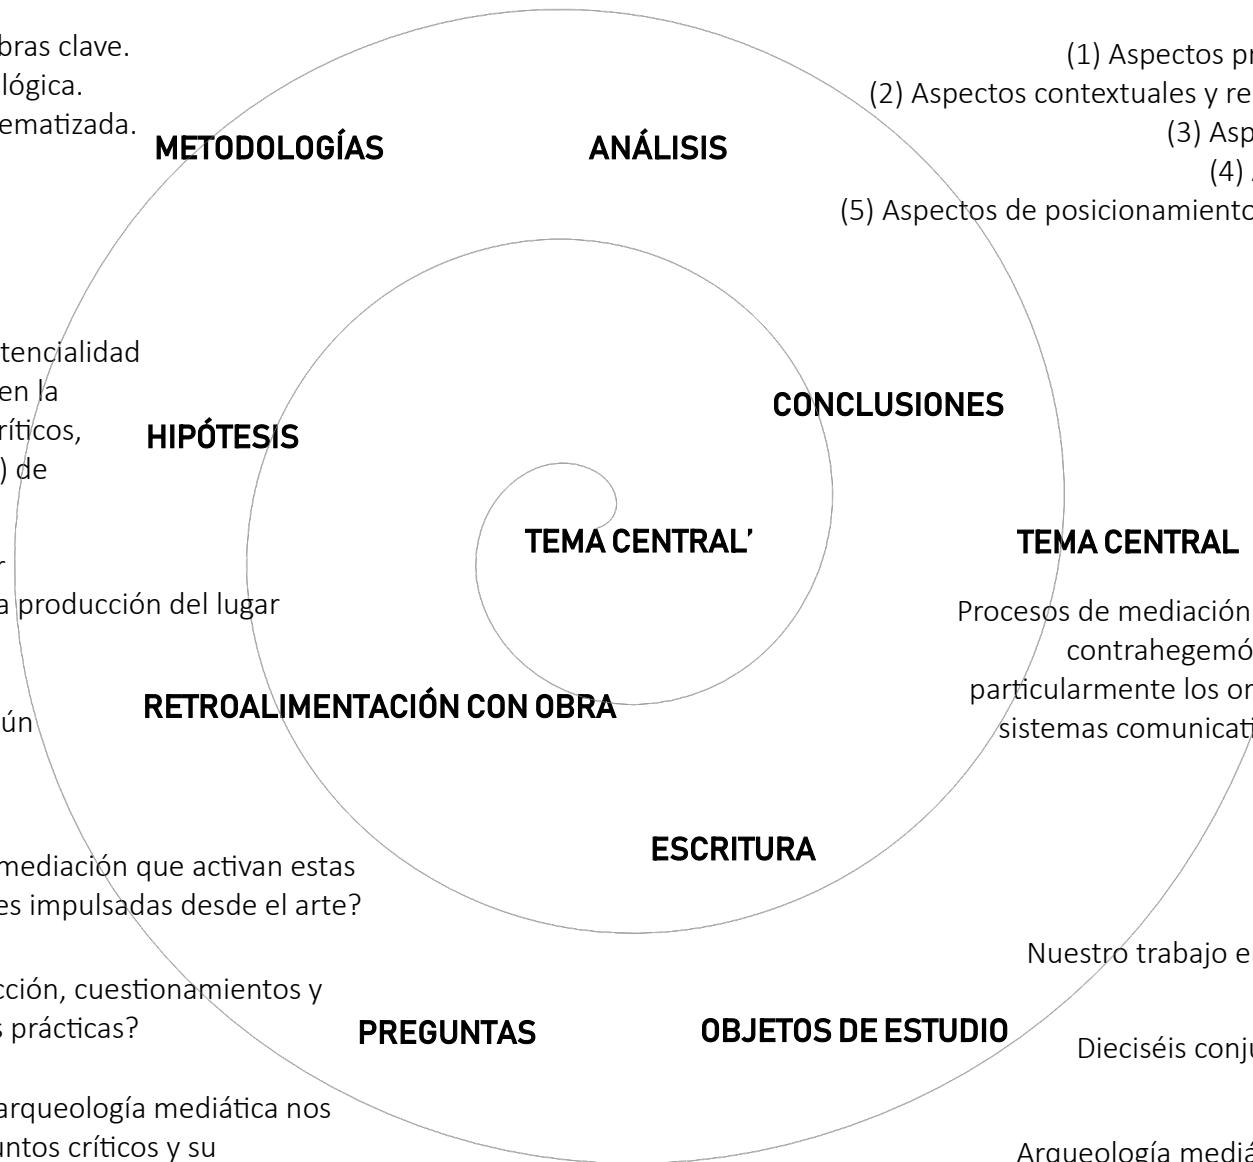 bras clave.
lógica.
ematizada.
METODOLOGÍAS
ANÁLISIS
(1) Aspectos pr
(2) Aspectos contextuales y re
(3) Asp
(4)
(5) Aspectos de posicionamiento
tencialidad
en la
ríticos,
) de
HIPÓTESIS
CONCLUSIONES
TEMA CENTRAL’
TEMA CENTRAL
r
a producción del lugar
Procesos de mediación
contrahegemó
particularmente los or
sistemas comunicati
RETROALIMENTACIÓN CON OBRA
ún
ESCRITURA
mediación que activan estas
es impulsadas desde el arte?
Nuestro trabajo e
cción, cuestionamientos y
s prácticas?
PREGUNTAS
OBJETOS DE ESTUDIO
Dieciséis conju
arqueología mediática nos
untos críticos y su
Arqueología mediá